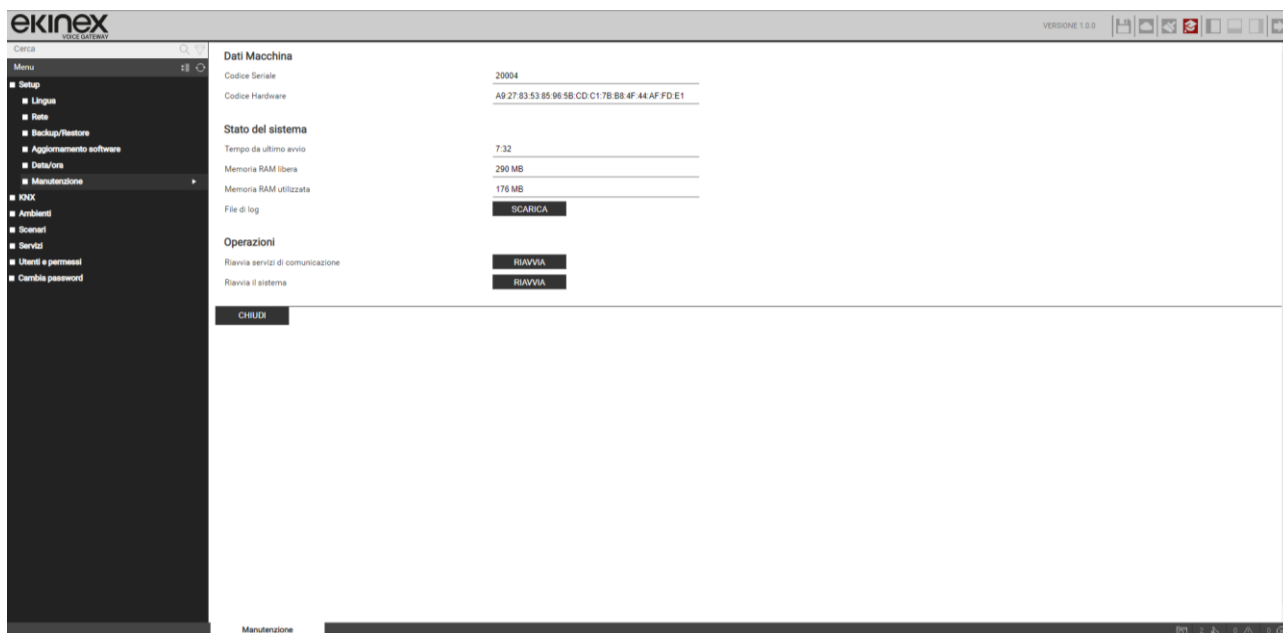 ekinex
VOICE GATEWAY
VERSIONE 1.0.0
Cerca
Menu
Setup
Lingua
Rete
Backup/Restore
Aggiornamento software
Data/ora
Manutenzione
KNX
Ambienti
Scenari
Servizi
Utenti e permessi
Cambia password
Dati Macchina
Codice Seriale 20004
Codice Hardware A9:27:83:53:85:96:5B:CD:C1:7B:B8:4F:44:AF:FD:E1
Stato del sistema
Tempo da ultimo avvio 7:32
Memoria RAM libera 290 MB
Memoria RAM utilizzata 176 MB
File di log SCARICA
Operazioni
Riavvia servizi di comunicazione RIAVVIA
Riavvia il sistema RIAVVIA
CHIUDI
Manutenzione
2 0 0